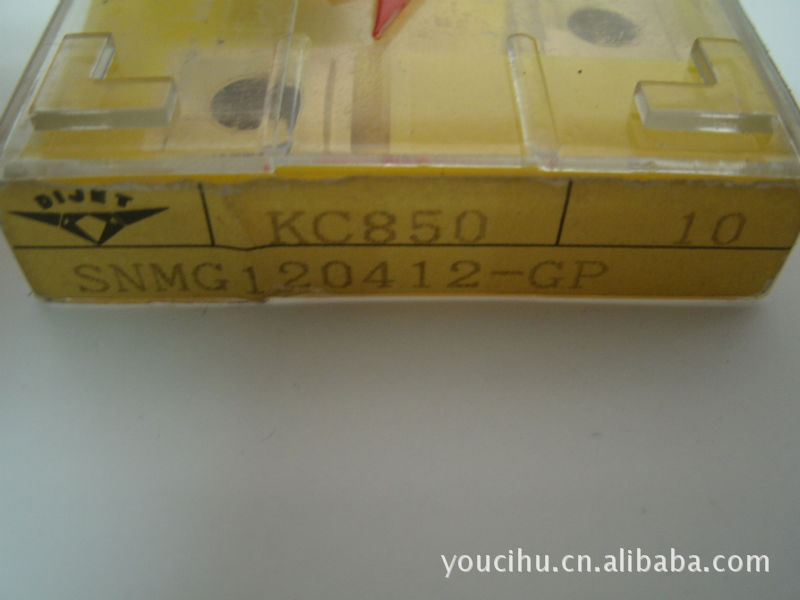 DIJET
KC850
10
SNMG120412-GP
youcihu.cn.alibaba.com